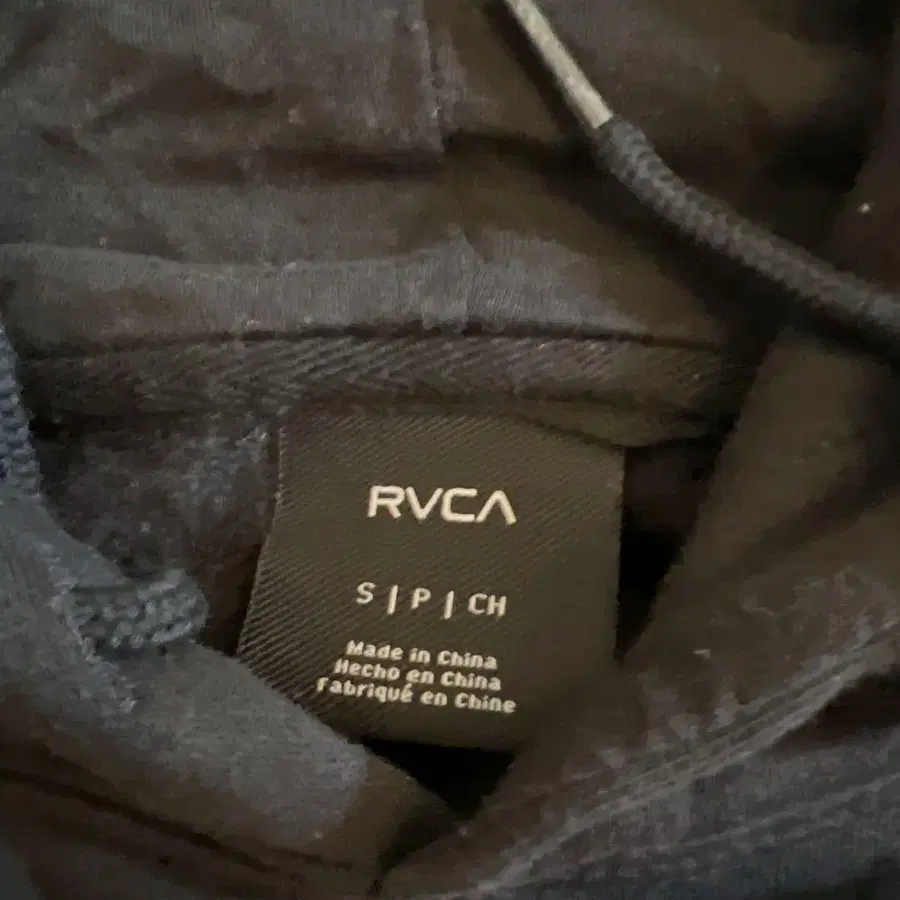 RVCA
S | P | CH
Made in China
Hecho en China
Fabriqué en Chine